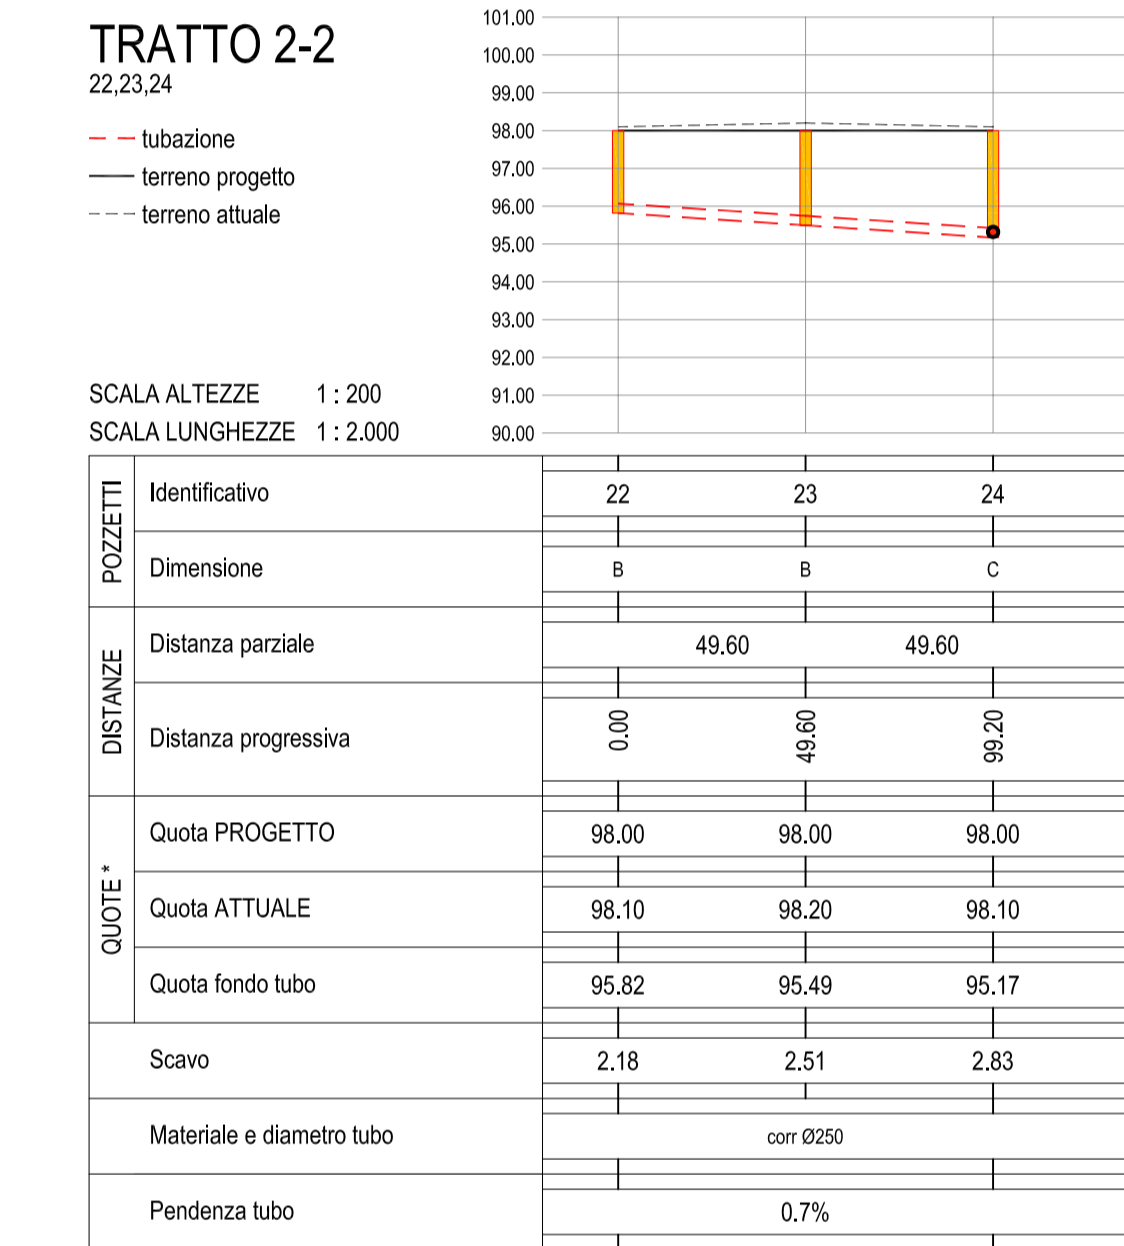 TRATTO 2-2
22,23,24
tubazione
terreno progetto
terreno attuale
SCALA ALTEZZE 1 : 200
SCALA LUNGHEZZE 1 : 2.000
101.00
100.00
99.00
98.00
97.00
96.00
95.00
94.00
93.00
92.00
91.00
90.00
POZZETTI
Identificativo 22 23 24
Dimensione B B C
DISTANZE
Distanza parziale 49.60 49.60
Distanza progressiva 0.00 49.60 99.20
QUOTE *
Quota PROGETTO 98.00 98.00 98.00
Quota ATTUALE 98.10 98.20 98.10
Quota fondo tubo 95.82 95.49 95.17
Scavo 2.18 2.51 2.83
Materiale e diametro tubo corr Ø250
Pendenza tubo 0.7%